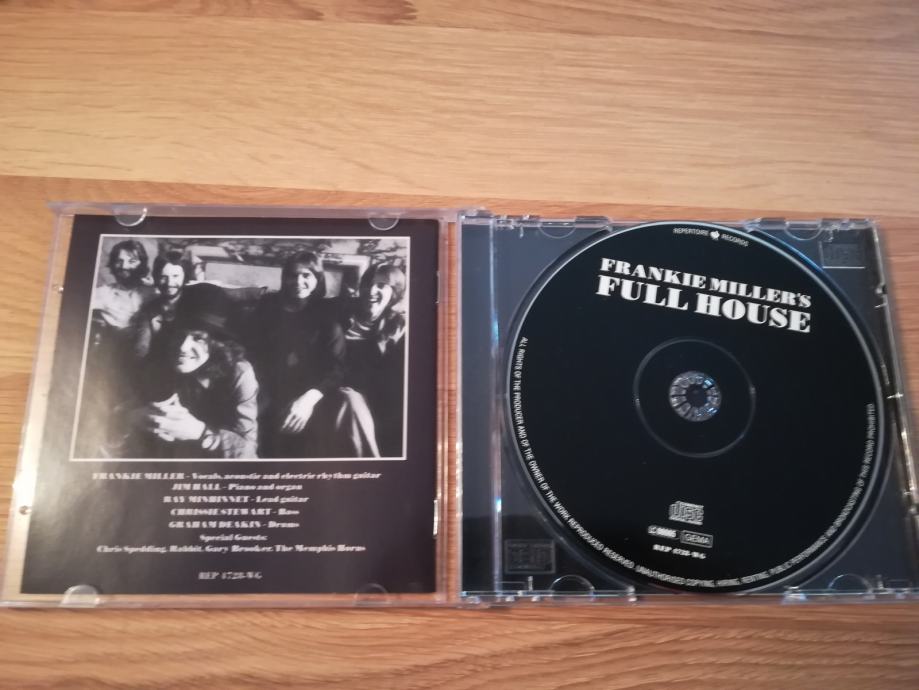 FRANKIE MILLER - Vocals, acoustic and electric rhythm guitar
JIM HALL - Piano and organ
RAY MINHINNET - Lead guitar
CHRISSIE STEWART - Bass
GRAHAM DEAKIN - Drums
Special Guests:
Chris Spedding, Rabbit, Gary Brooker, The Memphis Horns
REP 4728-WG
REPERTOIRE RECORDS
FRANKIE MILLER'S
FULL HOUSE
ALL RIGHTS OF THE PRODUCER AND OF THE OWNER OF THE WORK REPRODUCED RESERVED. UNAUTHORISED COPYING, HIRING, RENTING, PUBLIC PERFORMANCE AND BROADCASTING OF THIS RECORD PROHIBITED.
GEMA
REP 4728-WG